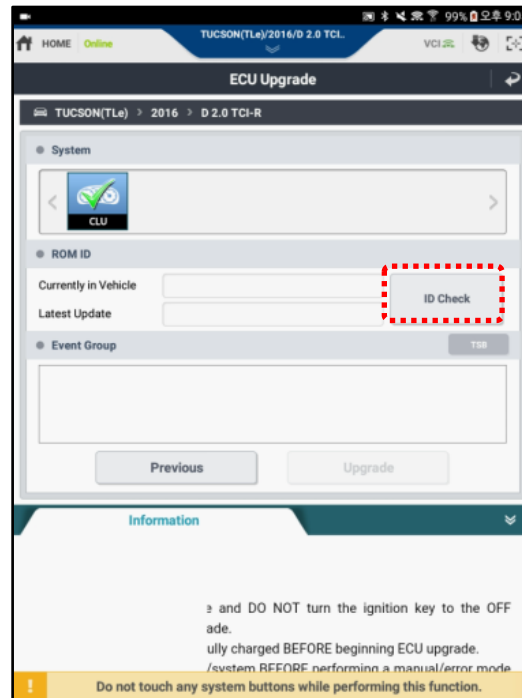 99% 오후 9:0
HOME Online TUCSON(TLe)/2016/D 2.0 TCI.. VCI
ECU Upgrade
TUCSON(TLe) > 2016 > D 2.0 TCI-R
System
CLU
ROM ID
Currently in Vehicle
ID Check
Latest Update
Event Group TSB
Previous Upgrade
Information
e and DO NOT turn the ignition key to the OFF
ade.
ully charged BEFORE beginning ECU upgrade.
/system BEFORE performing a manual/error mode
Do not touch any system buttons while performing this function.